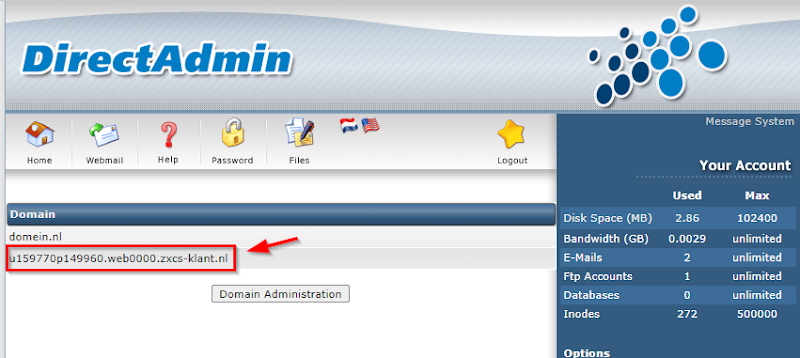 DirectAdmin
Home
Webmail
Help
Password
Files
Logout
Message System
Your Account
Used Max
Disk Space (MB) 2.86 102400
Bandwidth (GB) 0.0029 unlimited
E-Mails 2 unlimited
Ftp Accounts 1 unlimited
Databases 0 unlimited
Inodes 272 500000
Options
Domain
domein.nl
u159770p149960.web0000.zxcs-klant.nl
Domain Administration